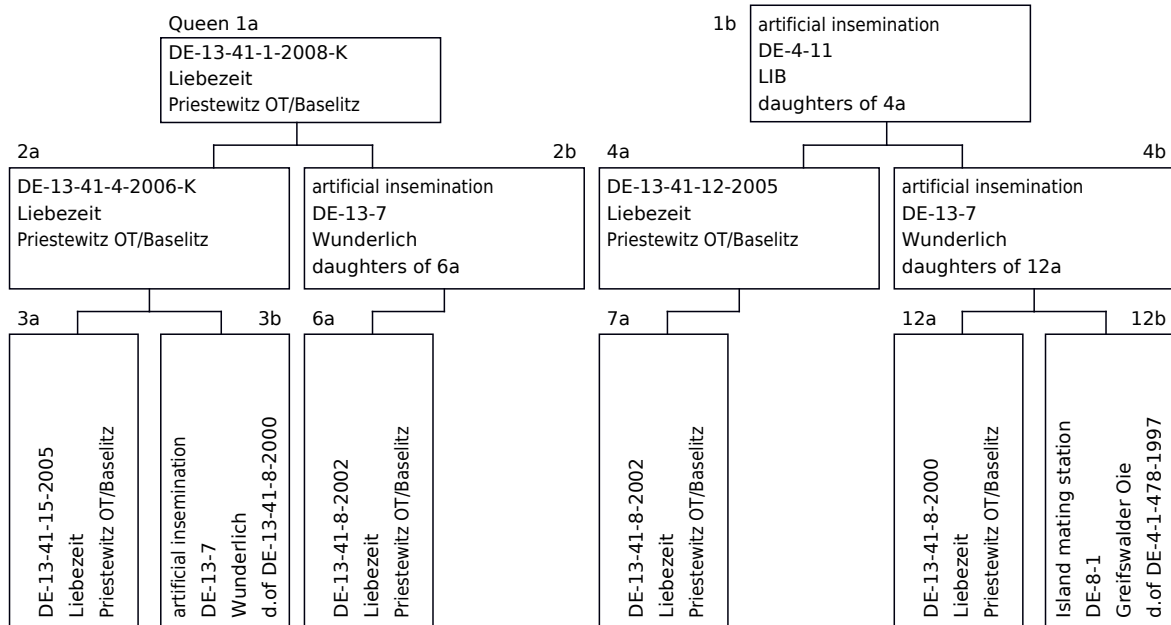 Queen 1a
DE-13-41-1-2008-K
Liebezeit
Priestewitz OT/Baselitz
1b
artificial insemination
DE-4-11
LIB
daughters of 4a
2a
DE-13-41-4-2006-K
Liebezeit
Priestewitz OT/Baselitz
2b
artificial insemination
DE-13-7
Wunderlich
daughters of 6a
4a
DE-13-41-12-2005
Liebezeit
Priestewitz OT/Baselitz
4b
artificial insemination
DE-13-7
Wunderlich
daughters of 12a
3a
DE-13-41-15-2005
Liebezeit
Priestewitz OT/Baselitz
3b
artificial insemination
DE-13-7
Wunderlich
d.of DE-13-41-8-2000
6a
DE-13-41-8-2002
Liebezeit
Priestewitz OT/Baselitz
7a
DE-13-41-8-2002
Liebezeit
Priestewitz OT/Baselitz
12a
DE-13-41-8-2000
Liebezeit
Priestewitz OT/Baselitz
12b
Island mating station
DE-8-1
Greifswalder Oie
d.of DE-4-1-478-1997